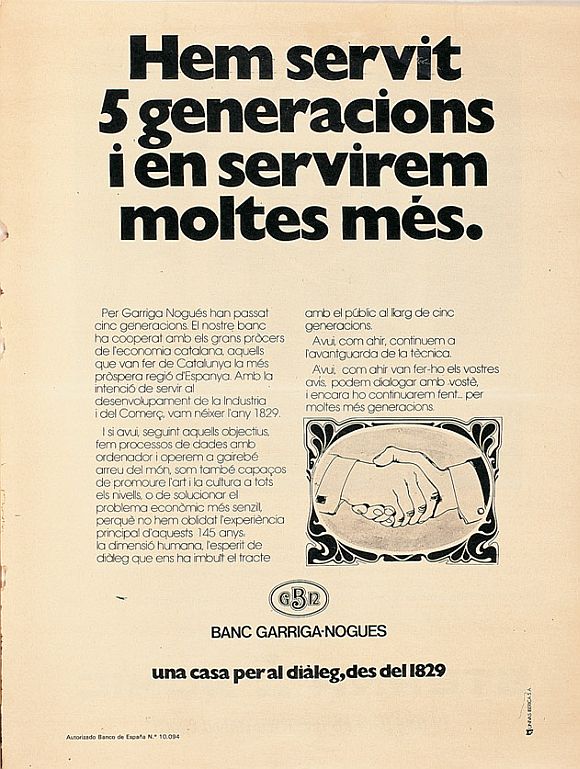 Hem servit
5 generacions
i en servirem
moltes més.
Per Garriga Nogués han passat
cinc generacions. El nostre banc
ha cooperat amb els grans pròcers
de l'economia catalana, aquells
que van fer de Catalunya la més
pròspera regió d'Espanya. Amb la
intenció de servir al
desenvolupament de la Industria
i del Comerç, vam néixer l'any 1829.
I si avui, seguint aquells objectius,
fem processos de dades amb
ordenador i operem a gairebé
arreu del món, som també capaços
de promoure l'art i la cultura a tots
els nivells, o de solucionar el
problema econòmic més senzill,
perquè no hem oblidat l'experiència
principal d'aquests 145 anys:
la dimensió humana, l'esperit de
diàleg que ens ha imbuït el tracte
amb el públic al llarg de cinc
generacions.
Avui, com ahir, continuem a
l'avantguarda de la tècnica.
Avui, com ahir van fer-ho els vostres
avis, podem dialogar amb vostè,
i encara ho continuarem fent... per
moltes més generacions.
GBN
BANC GARRIGA-NOGUES
una casa per al diàleg, des del 1829
Autorizado Banco de España N.º 10.094